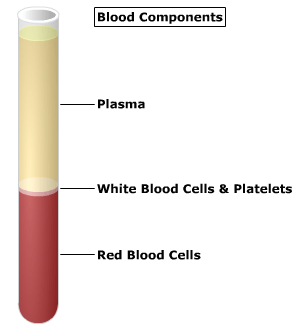 Blood Components
Plasma
White Blood Cells & Platelets
Red Blood Cells